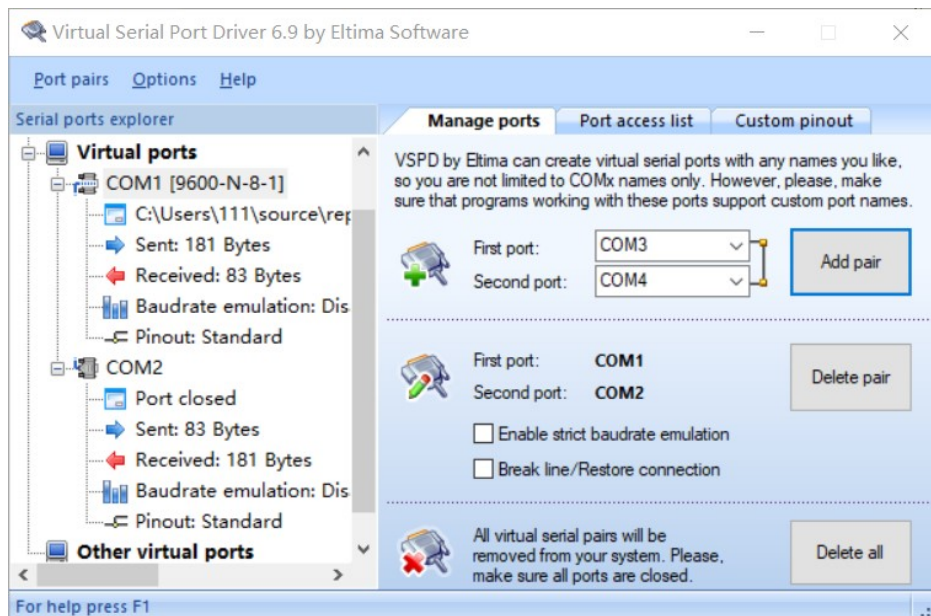 Virtual Serial Port Driver 6.9 by Eltima Software
Port pairs Options Help
Serial ports explorer
Virtual ports
COM1 [9600-N-8-1]
C:\Users\111\source\rep
Sent: 181 Bytes
Received: 83 Bytes
Baudrate emulation: Dis
Pinout: Standard
COM2
Port closed
Sent: 83 Bytes
Received: 181 Bytes
Baudrate emulation: Dis
Pinout: Standard
Other virtual ports
Manage ports Port access list Custom pinout
VSPD by Eltima can create virtual serial ports with any names you like,
so you are not limited to COMx names only. However, please, make
sure that programs working with these ports support custom port names.
First port: COM3
Second port: COM4
Add pair
First port: COM1
Second port: COM2
Delete pair
Enable strict baudrate emulation
Break line/Restore connection
All virtual serial pairs will be
removed from your system. Please,
make sure all ports are closed.
Delete all
For help press F1